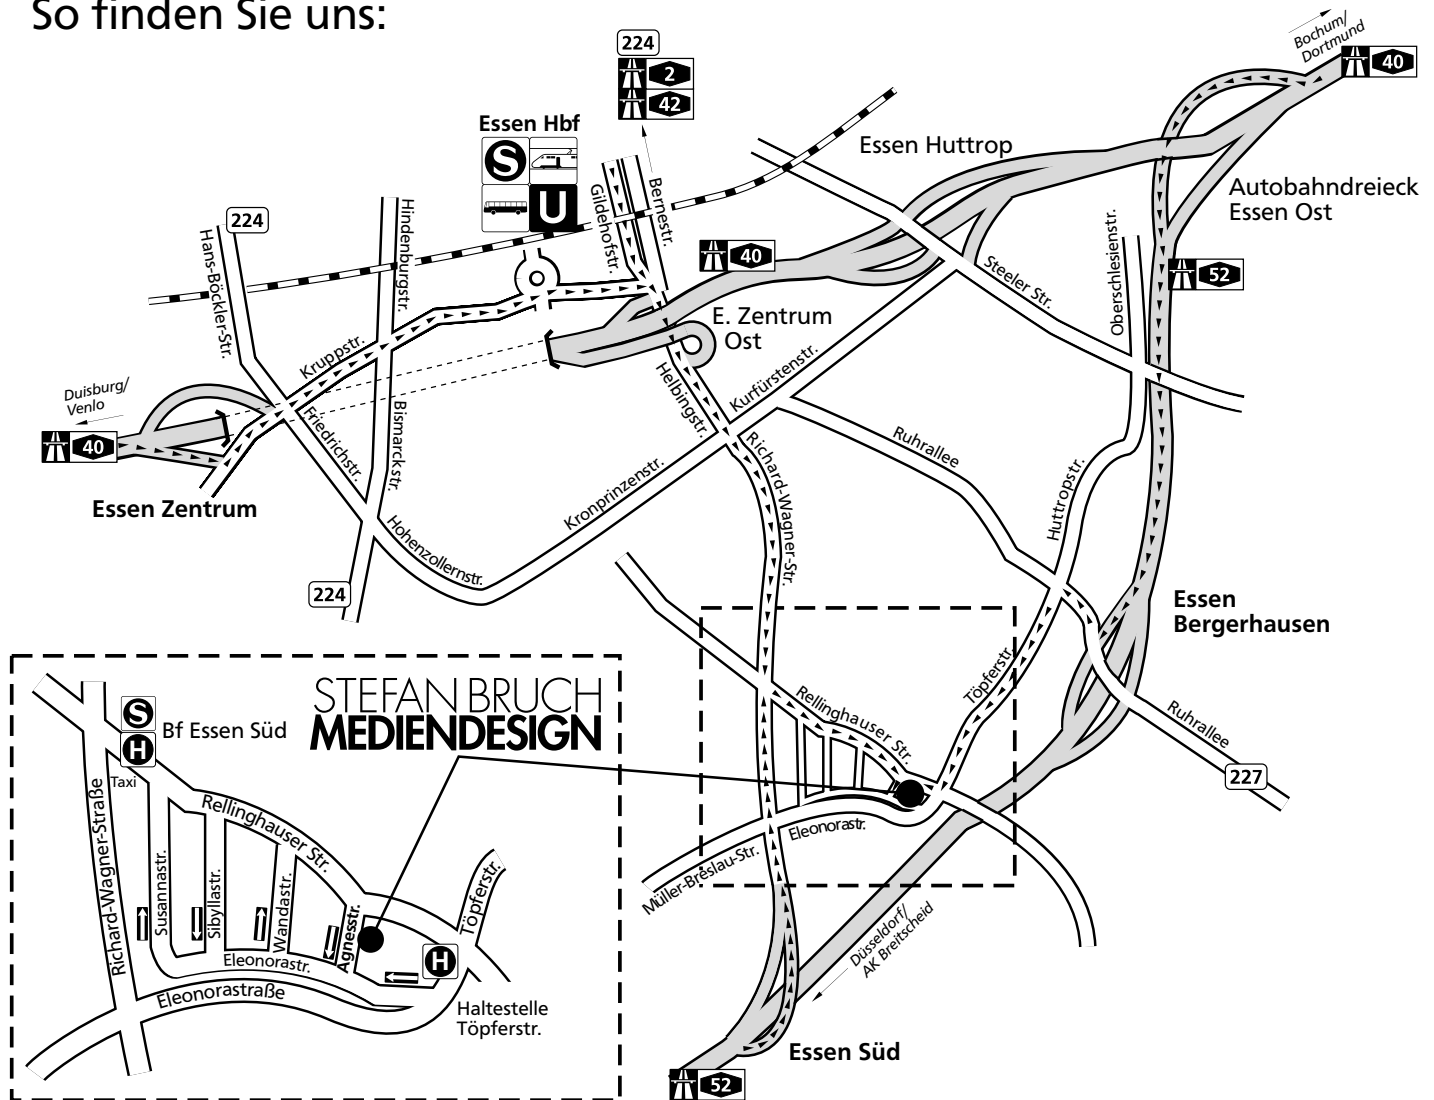 So finden Sie uns:
224
2
42
Bochum/
Dortmund
40
Essen Hbf
S
U
Essen Huttrop
Autobahndreieck
Essen Ost
52
224
Hans-Böckler-Str.
Hindenburgstr.
Gildehofstr.
Bernestr.
40
Steeler Str.
Oberschlesienstr.
E. Zentrum
Ost
Kruppstr.
Duisburg/
Venlo
40
Essen Zentrum
Friedrichstr.
Bismarckstr.
Helbingstr.
Kurfürstenstr.
Ruhrallee
Richard-Wagner-Str.
Kronprinzenstr.
Hohenzollernstr.
Huttropstr.
224
Essen
Bergerhausen
Töpferstr.
Rellinghauser Str.
Ruhrallee
227
Eleonorastr.
Müller-Breslau-Str.
Düsseldorf/
AK Breitscheid
Essen Süd
52
STEFAN BRUCH
MEDIENDESIGN
S
H
Bf Essen Süd
Taxi
Richard-Wagner-Straße
Rellinghauser Str.
Susannastr.
Sibyllastr.
Wandastr.
Agnesstr.
Töpferstr.
H
Eleonorastr.
Eleonorastraße
Haltestelle
Töpferstr.